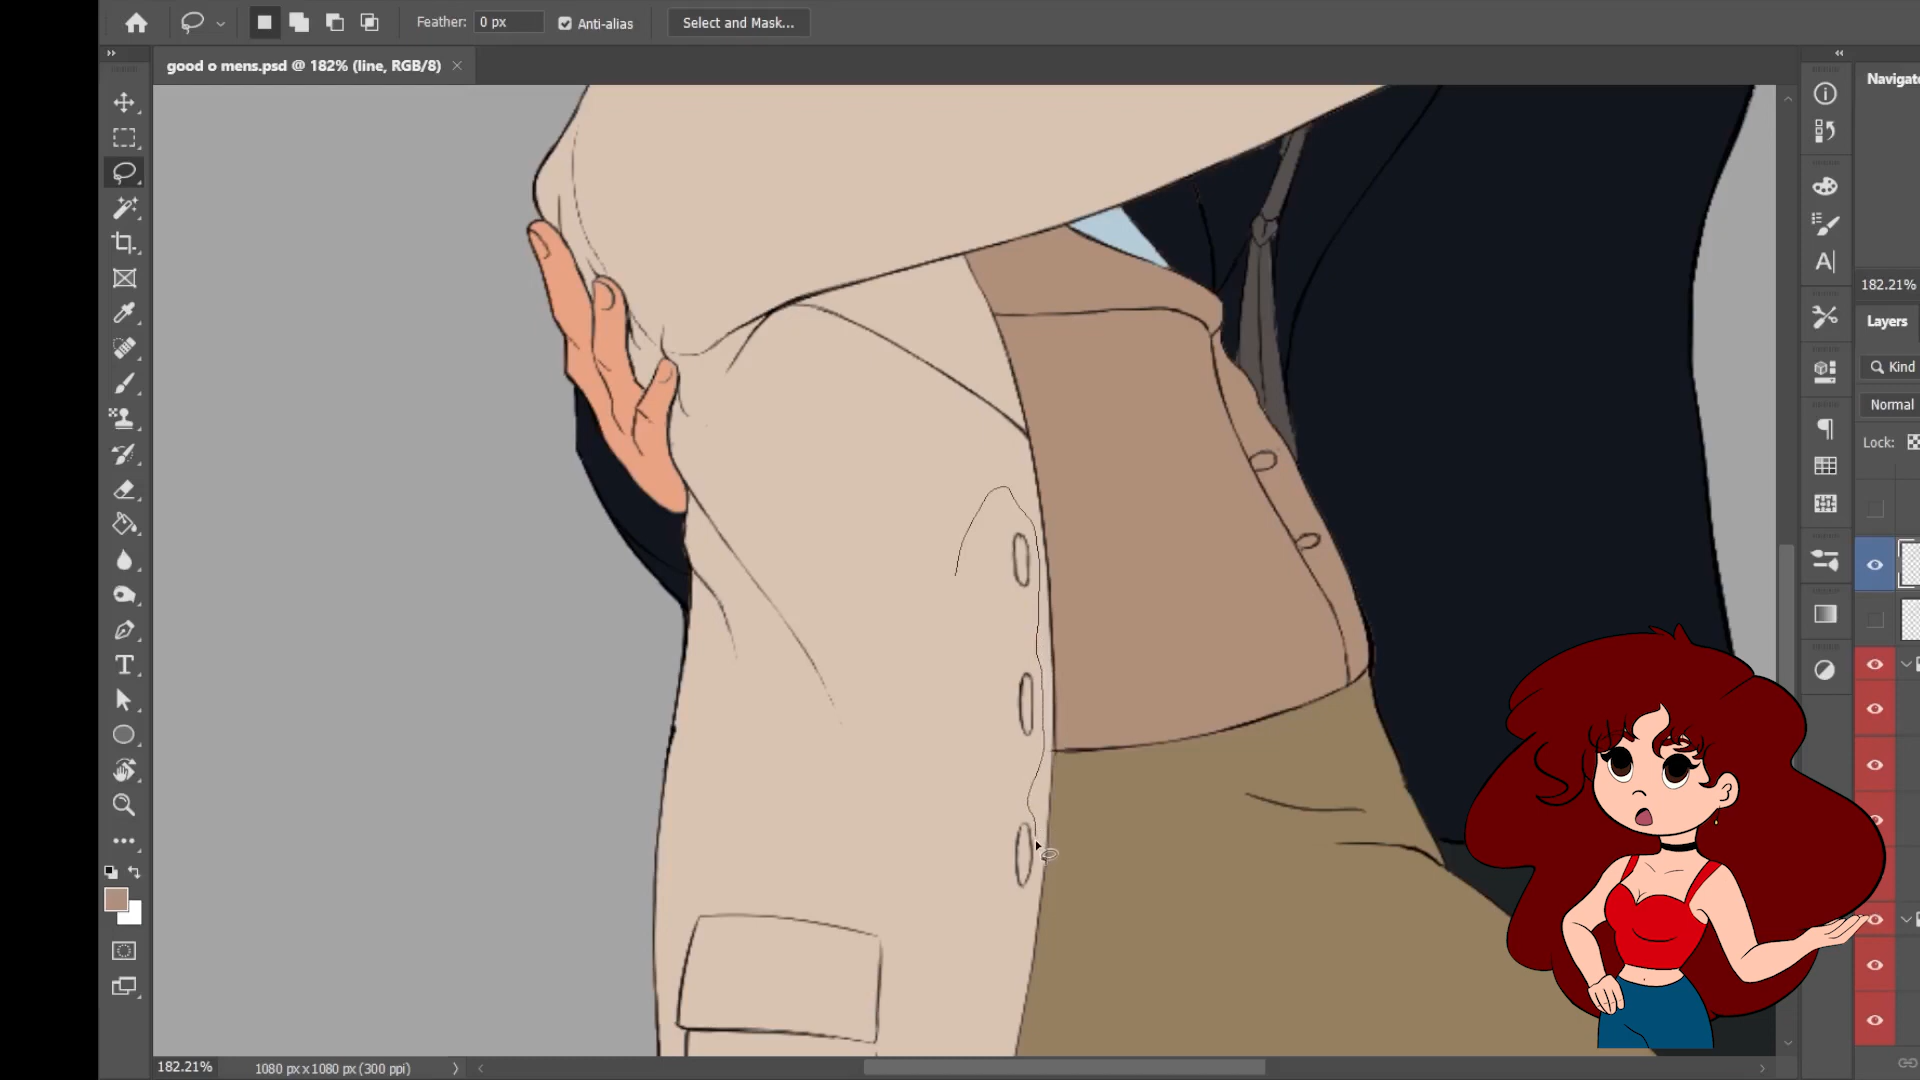 Feather: 0 px Anti-alias Select and Mask...
good o mens.psd @ 182% (line, RGB/8) ×
Navigato
182.21%
Layers
Kind
Normal
Lock:
182.21% 1080 px x 1080 px (300 ppi)